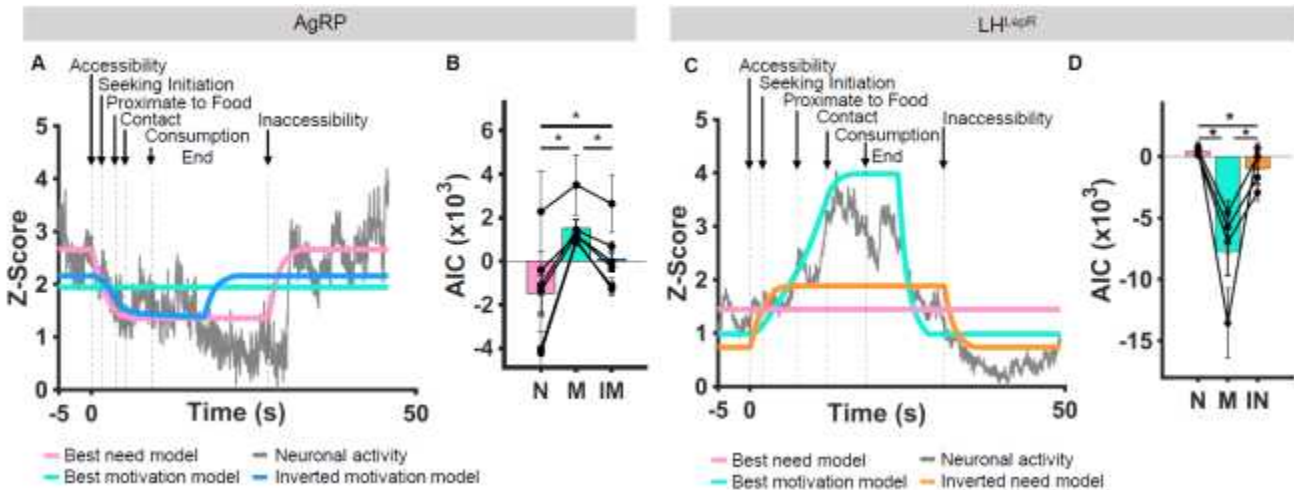 AgRP
LH^LepR
A
Accessibility
Seeking Initiation
Proximate to Food
Contact
Consumption
End
Inaccessibility
5
4
3
2
1
0
Z-Score
-5 0
Time (s)
50
Best need model
Neuronal activity
Best motivation model
Inverted motivation model
B
* * *
6
4
2
0
-2
-4
AIC (x10³)
N M IM
C
Accessibility
Seeking Initiation
Proximate to Food
Contact
Consumption
End
Inaccessibility
5
4
3
2
1
0
Z-Score
-5 0
Time (s)
50
Best need model
Neuronal activity
Best motivation model
Inverted need model
D
* * *
0
-5
-10
-15
AIC (x10³)
N M IN